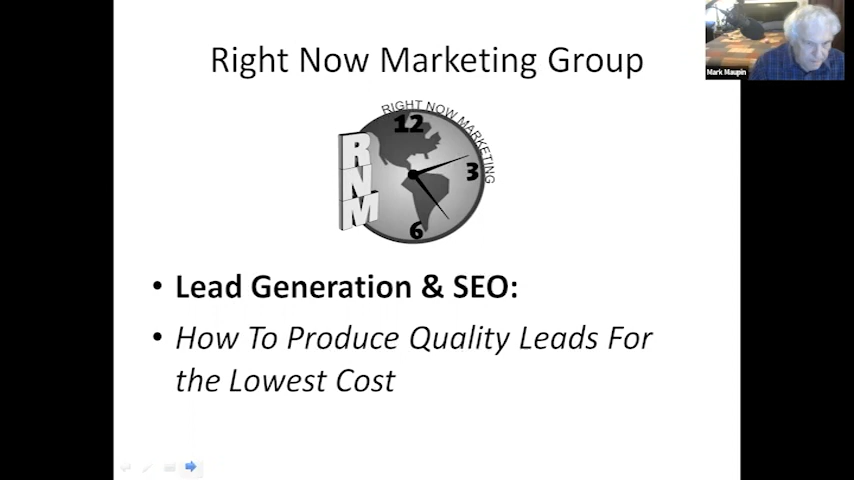 Right Now Marketing Group
Mark Maupin
RIGHT NOW MARKETING
12
3
6
RNM
• Lead Generation & SEO:
• How To Produce Quality Leads For
the Lowest Cost